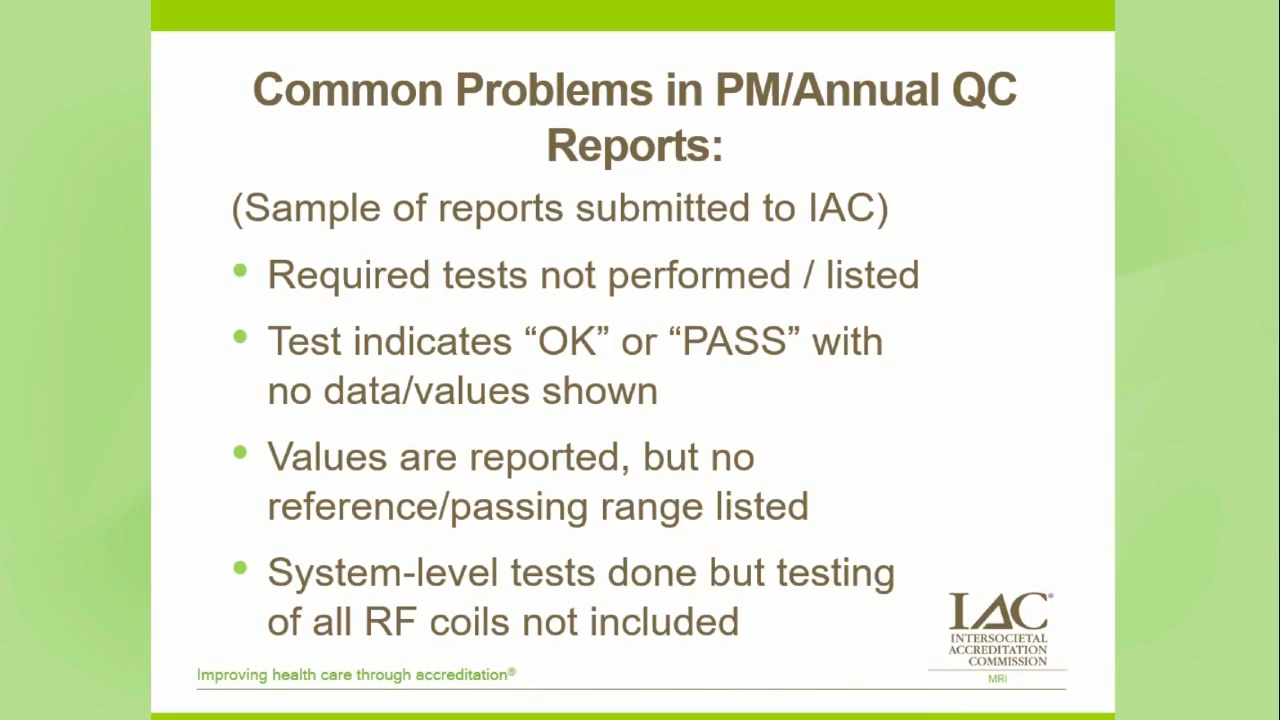 Common Problems in PM/Annual QC
Reports:
(Sample of reports submitted to IAC)
• Required tests not performed / listed
• Test indicates “OK” or “PASS” with
no data/values shown
• Values are reported, but no
reference/passing range listed
• System-level tests done but testing
of all RF coils not included
IAC®
INTERSOCIETAL
ACCREDITATION
COMMISSION
MRI
Improving health care through accreditation®